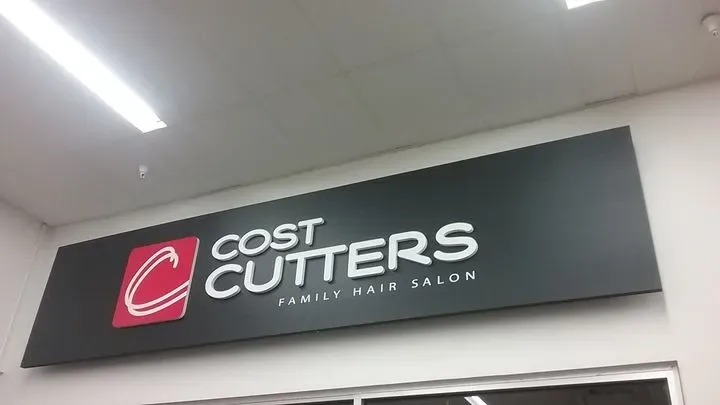 COST
CUTTERS
FAMILY HAIR SALON